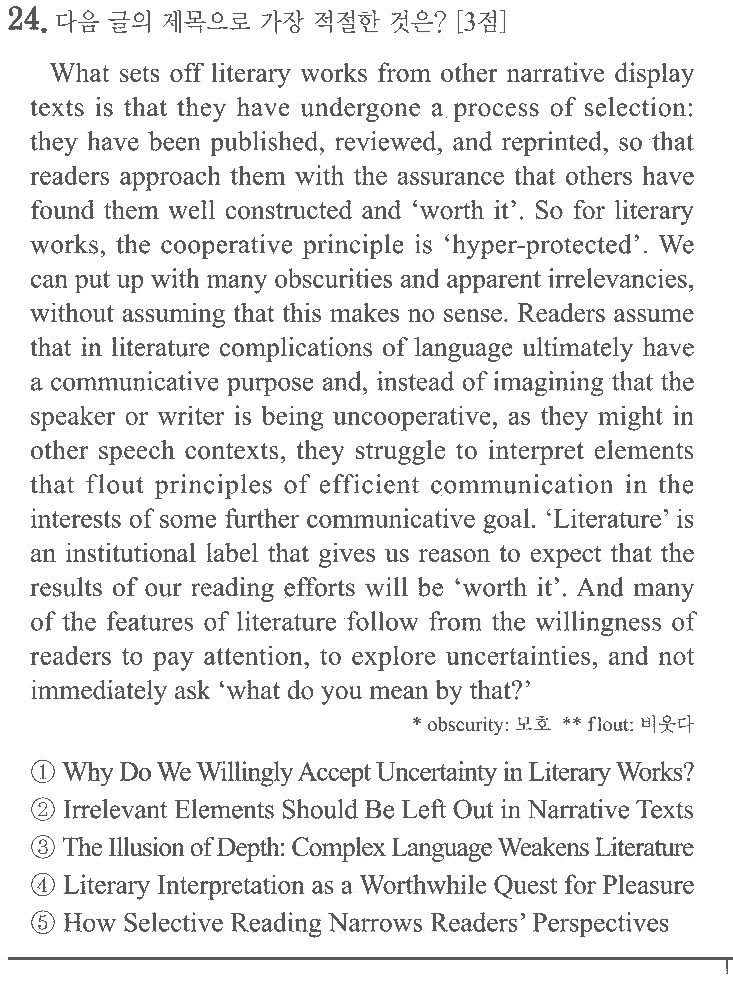 24. 다음 글의 제목으로 가장 적절한 것은? [3점]
What sets off literary works from other narrative display
texts is that they have undergone a process of selection:
they have been published, reviewed, and reprinted, so that
readers approach them with the assurance that others have
found them well constructed and ‘worth it’. So for literary
works, the cooperative principle is ‘hyper-protected’. We
can put up with many obscurities and apparent irrelevancies,
without assuming that this makes no sense. Readers assume
that in literature complications of language ultimately have
a communicative purpose and, instead of imagining that the
speaker or writer is being uncooperative, as they might in
other speech contexts, they struggle to interpret elements
that flout principles of efficient communication in the
interests of some further communicative goal. ‘Literature’ is
an institutional label that gives us reason to expect that the
results of our reading efforts will be ‘worth it’. And many
of the features of literature follow from the willingness of
readers to pay attention, to explore uncertainties, and not
immediately ask ‘what do you mean by that?’
* obscurity: 모호 ** flout: 비웃다
① Why Do We Willingly Accept Uncertainty in Literary Works?
② Irrelevant Elements Should Be Left Out in Narrative Texts
③ The Illusion of Depth: Complex Language Weakens Literature
④ Literary Interpretation as a Worthwhile Quest for Pleasure
⑤ How Selective Reading Narrows Readers’ Perspectives